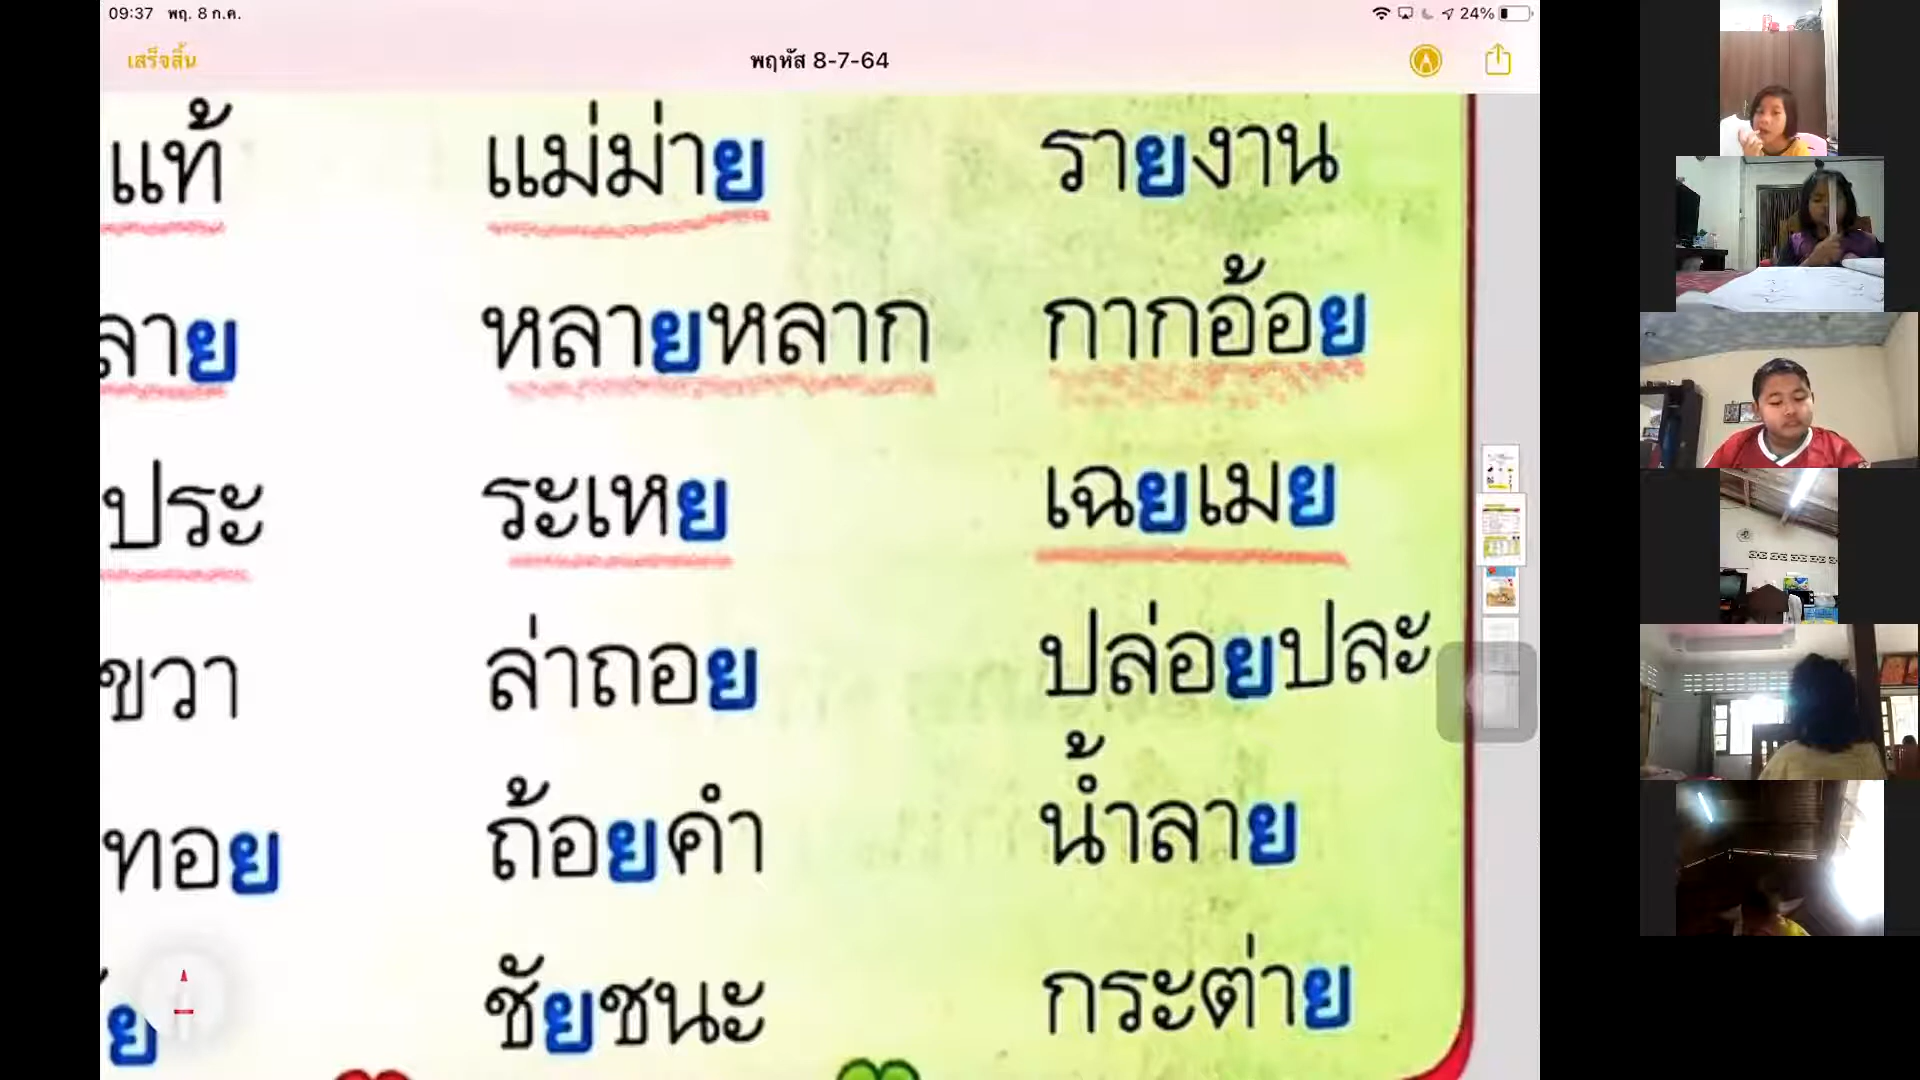 09:37 พฤ. 8 ก.ค. 24%
เสร็จสิ้น พฤหัส 8-7-64
แท้ แม่ม่าย รายงาน
ลาย หลายหลาก กากอ้อย
ประ ระเหย เฉยเมย
ขวา ล่าถอย ปล่อยปละ
ทอย ถ้อยคำ น้ำลาย
ชัยชนะ กระต่าย